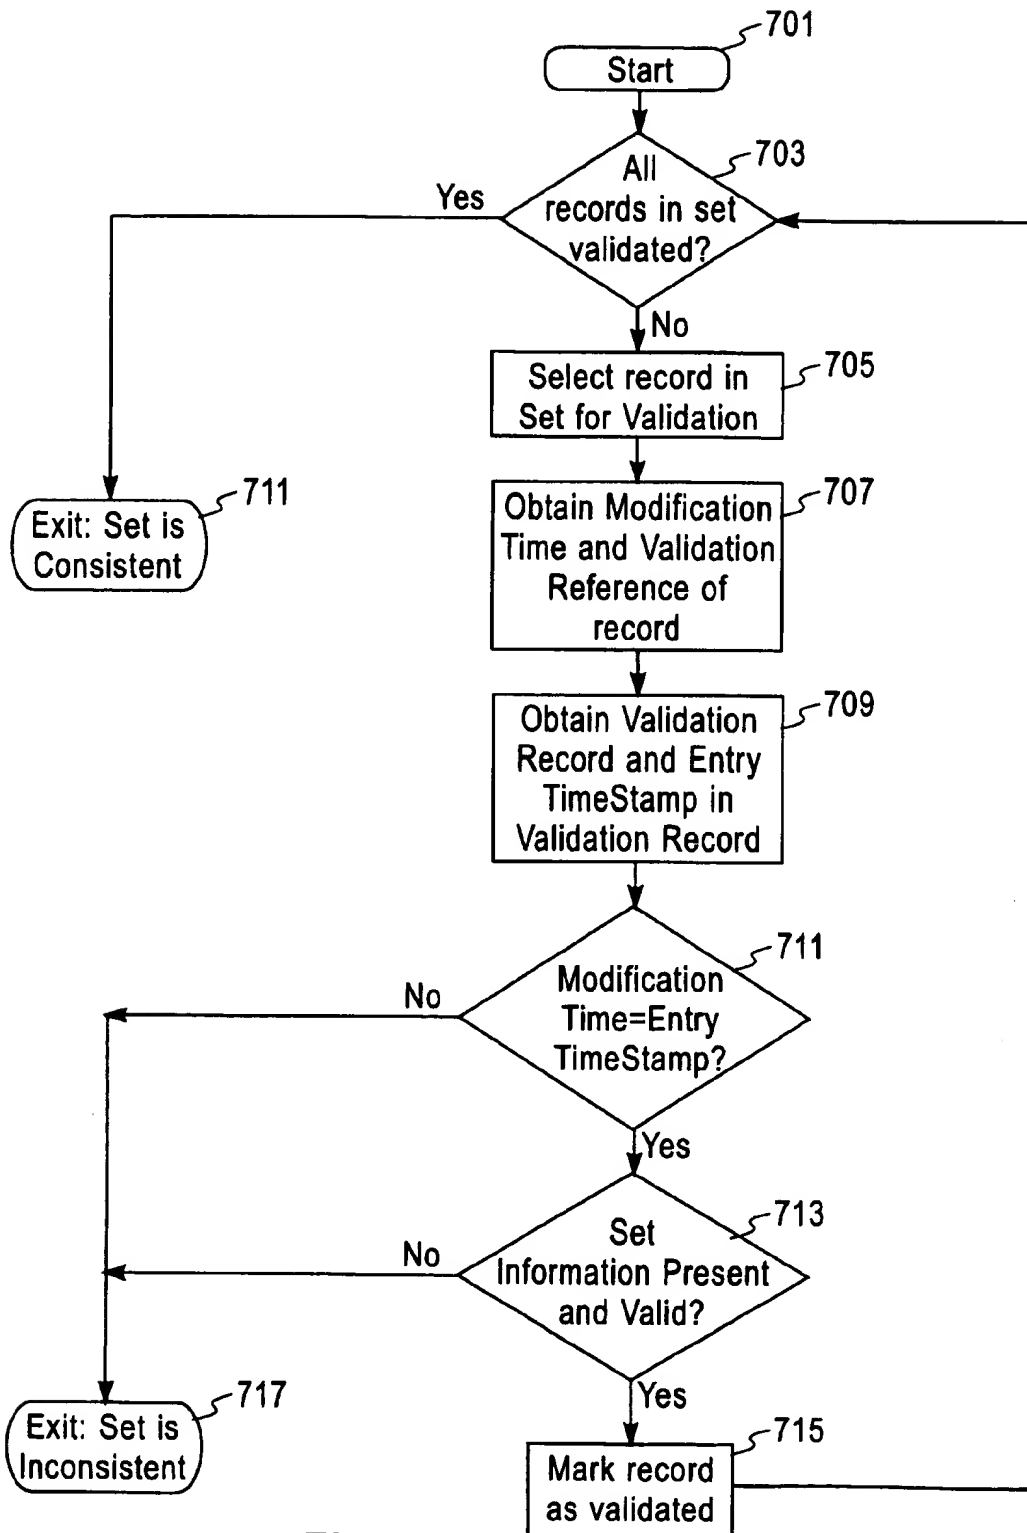 701
Start
703
All
records in set
validated?
Yes
No
705
Select record in
Set for Validation
711
Exit: Set is
Consistent
707
Obtain Modification
Time and Validation
Reference of
record
709
Obtain Validation
Record and Entry
TimeStamp in
Validation Record
711
Modification
Time=Entry
TimeStamp?
No
Yes
713
Set
Information Present
and Valid?
No
Yes
717
Exit: Set is
Inconsistent
715
Mark record
as validated